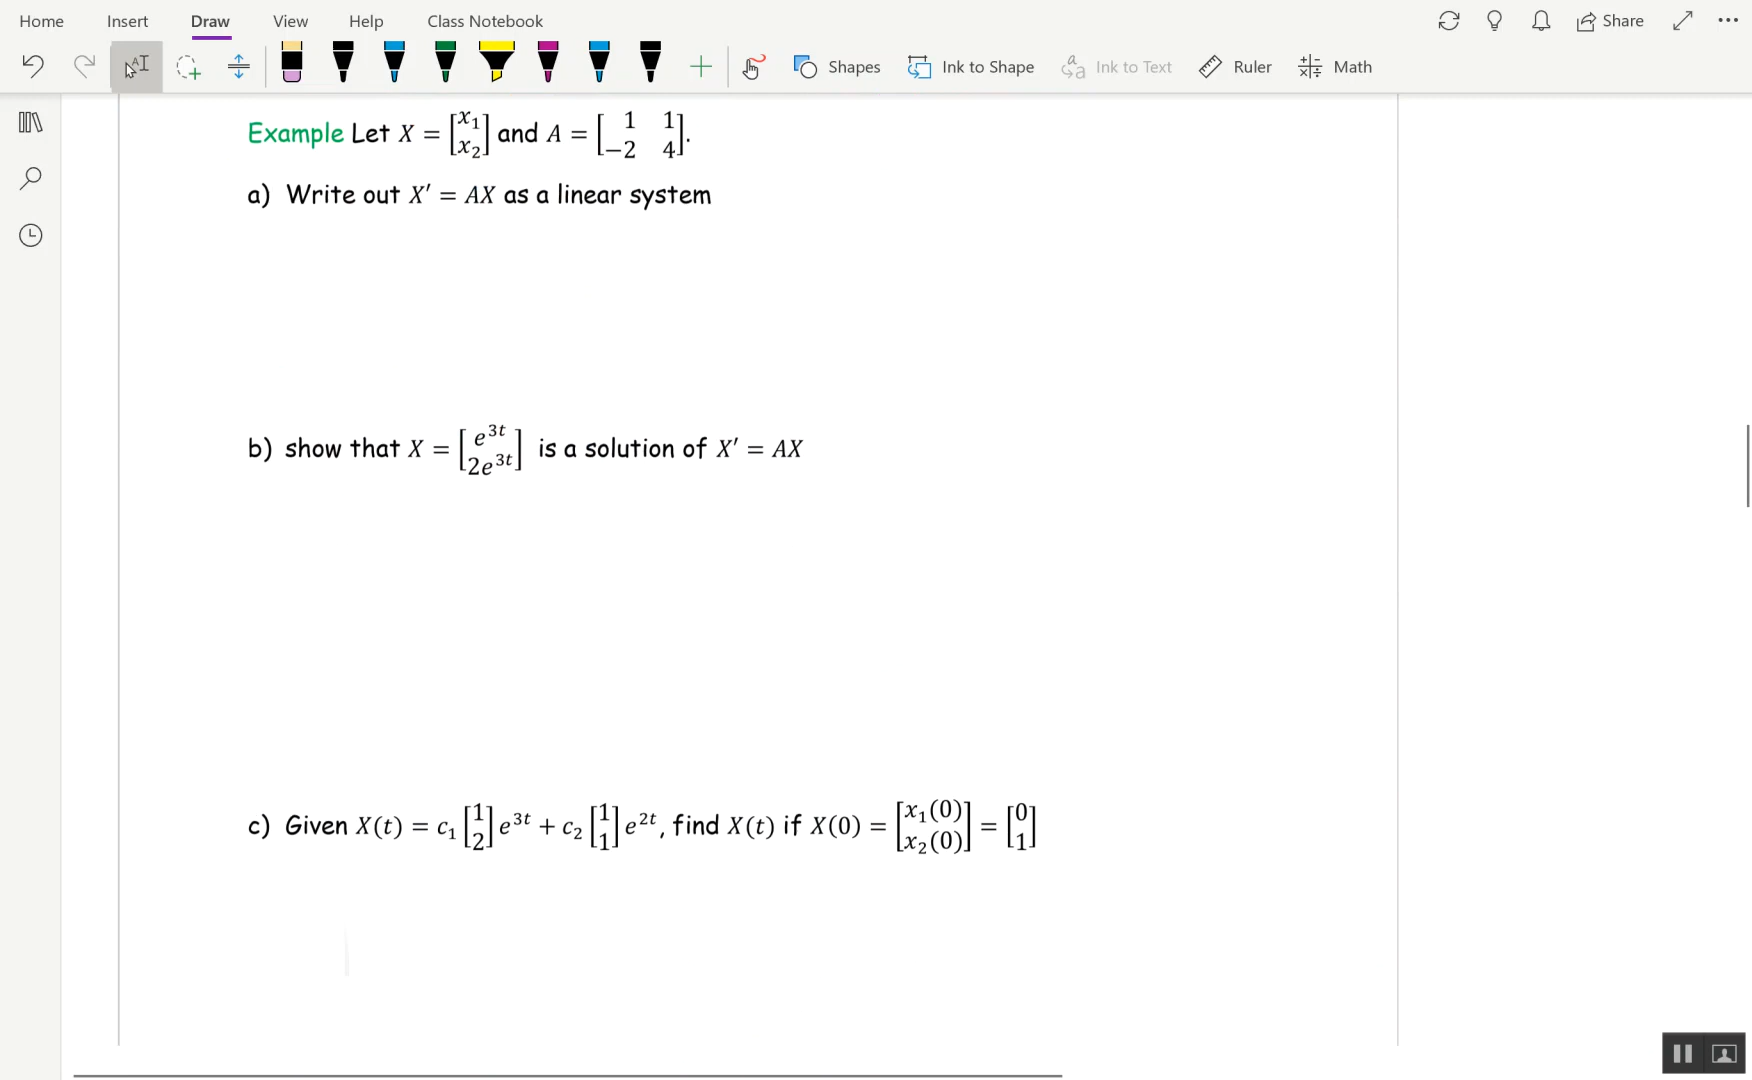 Home Insert Draw View Help Class Notebook Share
Shapes Ink to Shape Ink to Text Ruler Math
Example Let X = [x₁ x₂] and A = [1 1 −2 4].
a) Write out X′ = AX as a linear system
b) show that X = [e³ᵗ 2e³ᵗ] is a solution of X′ = AX
c) Given X(t) = c₁ [1 2] e³ᵗ + c₂ [1 1] e²ᵗ, find X(t) if X(0) = [x₁(0) x₂(0)] = [0 1]